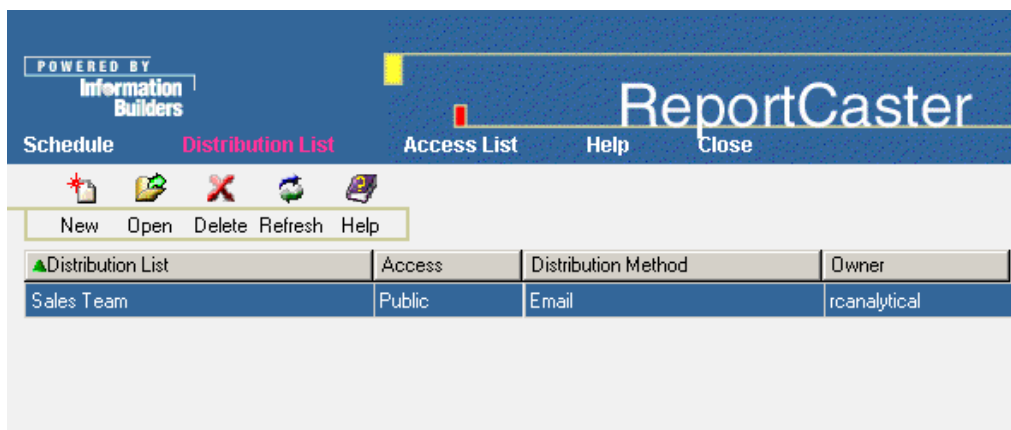 POWERED BY
Information
Builders
ReportCaster
Schedule Distribution List Access List Help Close
New Open Delete Refresh Help
Distribution List Access Distribution Method Owner
Sales Team Public Email rcanalytical